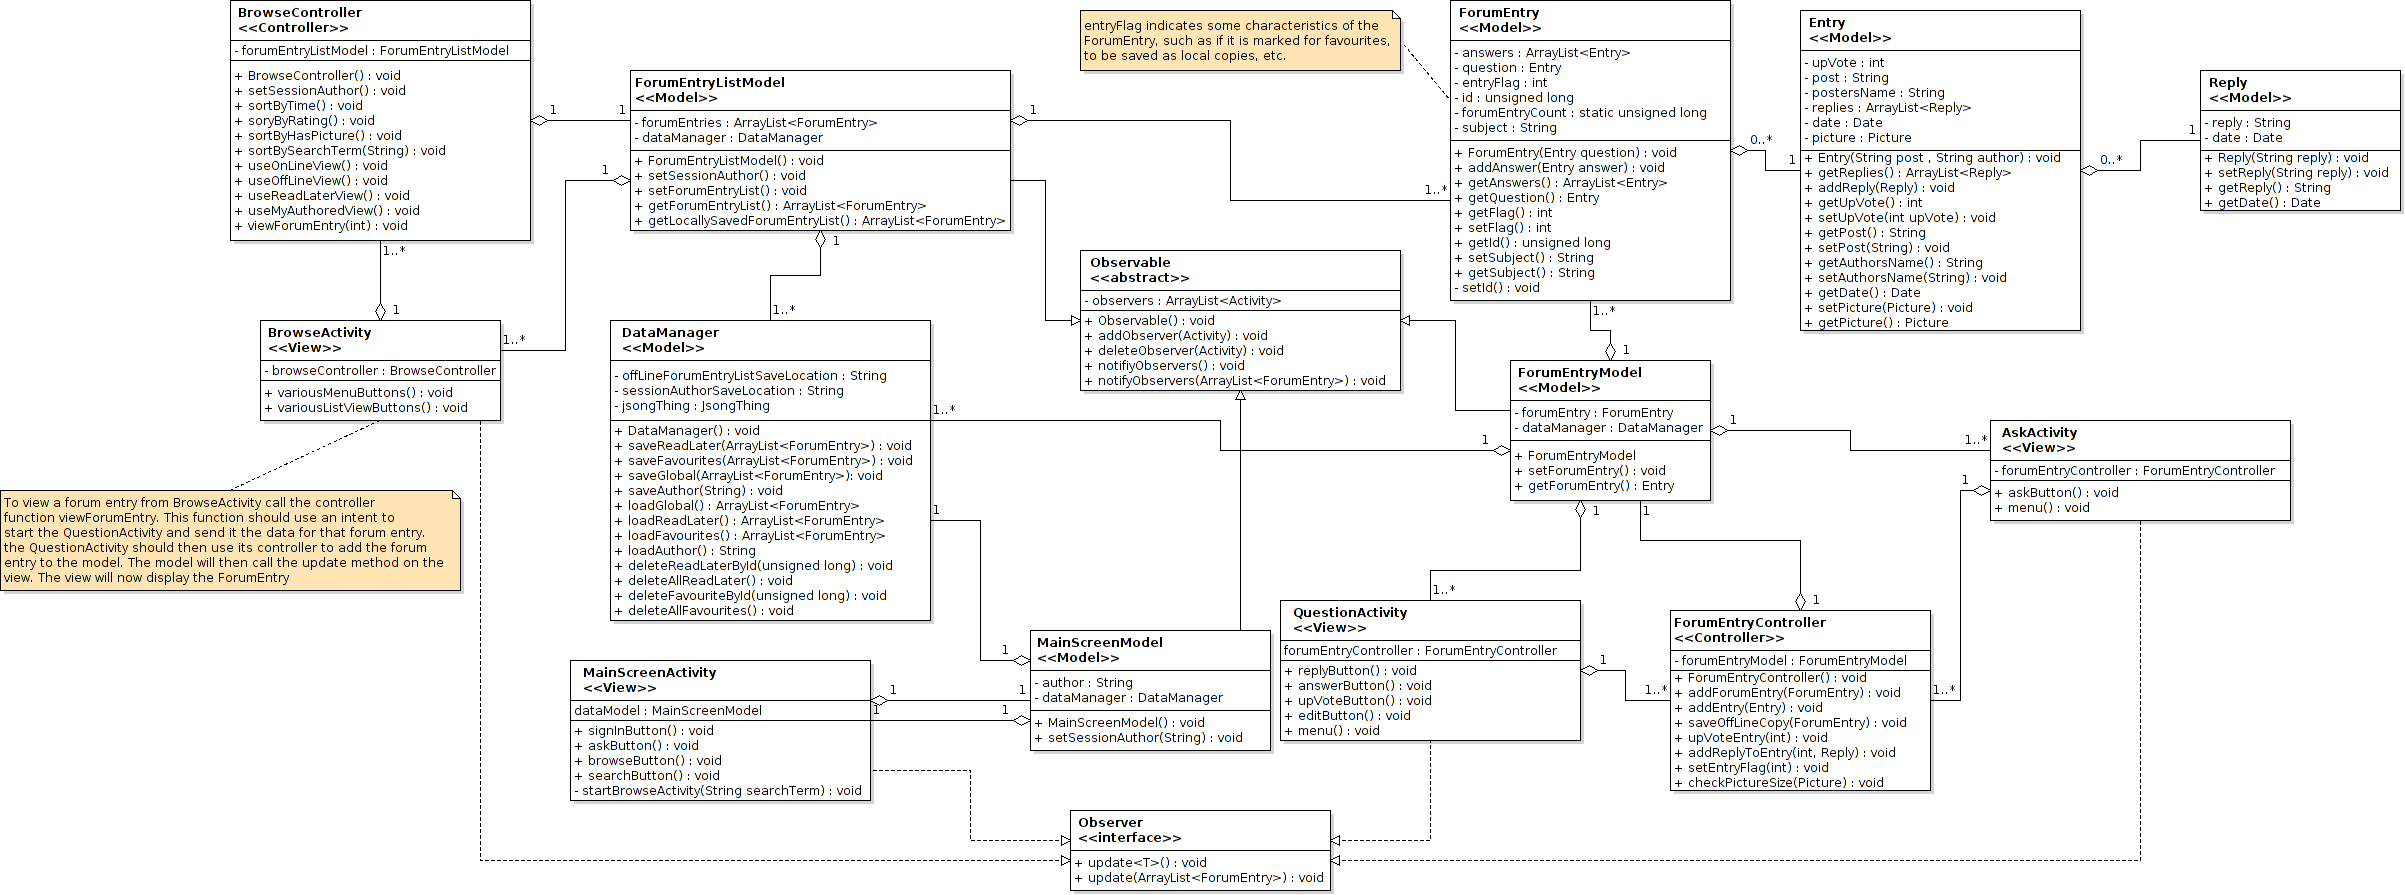 BrowseController
<<Controller>>
- forumEntryListModel : ForumEntryListModel
+ BrowseController() : void
+ setSessionAuthor() : void
+ sortByTime() : void
+ soryByRating() : void
+ sortByHasPicture() : void
+ sortBySearchTerm(String) : void
+ useOnLineView() : void
+ useOffLineView() : void
+ useReadLaterView() : void
+ useMyAuthoredView() : void
+ viewForumEntry(int) : void
1
1
1..*
1
ForumEntryListModel
<<Model>>
- forumEntries : ArrayList<ForumEntry>
- dataManager : DataManager
+ ForumEntryListModel() : void
+ setSessionAuthor() : void
+ setForumEntryList() : void
+ getForumEntryList() : ArrayList<ForumEntry>
+ getLocallySavedForumEntryList() : ArrayList<ForumEntry>
1
1..*
1
1..*
1
1..*
entryFlag indicates some characteristics of the
ForumEntry, such as if it is marked for favourites,
to be saved as local copies, etc.
ForumEntry
<<Model>>
- answers : ArrayList<Entry>
- question : Entry
- entryFlag : int
- id : unsigned long
- forumEntryCount : static unsigned long
- subject : String
+ ForumEntry(Entry question) : void
+ addAnswer(Entry answer) : void
+ getAnswers() : ArrayList<Entry>
+ getQuestion() : Entry
+ getFlag() : int
+ setFlag() : int
+ getId() : unsigned long
+ setSubject() : String
+ getSubject() : String
- setId() : void
0..*
1
1..*
1
Entry
<<Model>>
- upVote : int
- post : String
- postersName : String
- replies : ArrayList<Reply>
- date : Date
- picture : Picture
+ Entry(String post , String author) : void
+ getReplies() : ArrayList<Reply>
+ addReply(Reply) : void
+ getUpVote() : int
+ setUpVote(int upVote) : void
+ getPost() : String
+ setPost(String) : void
+ getAuthorsName() : String
+ setAuthorsName(String) : void
+ getDate() : Date
+ setPicture(Picture) : void
+ getPicture() : Picture
0..*
1
Reply
<<Model>>
- reply : String
- date : Date
+ Reply(String reply) : void
+ setReply(String reply) : void
+ getReply() : String
+ getDate() : Date
Observable
<<abstract>>
- observers : ArrayList<Activity>
+ Observable() : void
+ addObserver(Activity) : void
+ deleteObserver(Activity) : void
+ notifiyObservers() : void
+ notifyObservers(ArrayList<ForumEntry>) : void
BrowseActivity
<<View>>
- browseController : BrowseController
+ variousMenuButtons() : void
+ variousListViewButtons() : void
To view a forum entry from BrowseActivity call the controller
function viewForumEntry. This function should use an intent to
start the QuestionActivity and send it the data for that forum entry.
the QuestionActivity should then use its controller to add the forum
entry to the model. The model will then call the update method on the
view. The view will now display the ForumEntry
DataManager
<<Model>>
- offLineForumEntryListSaveLocation : String
- sessionAuthorSaveLocation : String
- jsongThing : JsongThing
+ DataManager() : void
+ saveReadLater(ArrayList<ForumEntry>) : void
+ saveFavourites(ArrayList<ForumEntry>) : void
+ saveGlobal(ArrayList<ForumEntry>): void
+ saveAuthor(String) : void
+ loadGlobal() : ArrayList<ForumEntry>
+ loadReadLater() : ArrayList<ForumEntry>
+ loadFavourites() : ArrayList<ForumEntry>
+ loadAuthor() : String
+ deleteReadLaterById(unsigned long) : void
+ deleteAllReadLater() : void
+ deleteFavouriteById(unsigned long) : void
+ deleteAllFavourites() : void
1..*
1
1
1
ForumEntryModel
<<Model>>
- forumEntry : ForumEntry
- dataManager : DataManager
+ ForumEntryModel
+ setForumEntry() : void
+ getForumEntry() : Entry
1
1..*
1
1..*
1
1
AskActivity
<<View>>
- forumEntryController : ForumEntryController
+ askButton() : void
+ menu() : void
1
1..*
MainScreenActivity
<<View>>
dataModel : MainScreenModel
+ signInButton() : void
+ askButton() : void
+ browseButton() : void
+ searchButton() : void
- startBrowseActivity(String searchTerm) : void
1
1
1
1
MainScreenModel
<<Model>>
- author : String
- dataManager : DataManager
+ MainScreenModel() : void
+ setSessionAuthor(String) : void
QuestionActivity
<<View>>
forumEntryController : ForumEntryController
+ replyButton() : void
+ answerButton() : void
+ upVoteButton() : void
+ editButton() : void
+ menu() : void
1
1..*
ForumEntryController
<<Controller>>
- forumEntryModel : ForumEntryModel
+ ForumEntryController() : void
+ addForumEntry(ForumEntry) : void
+ addEntry(Entry) : void
+ saveOffLineCopy(ForumEntry) : void
+ upVoteEntry(int) : void
+ addReplyToEntry(int, Reply) : void
+ setEntryFlag(int) : void
+ checkPictureSize(Picture) : void
Observer
<<interface>>
+ update<T>() : void
+ update(ArrayList<ForumEntry>) : void